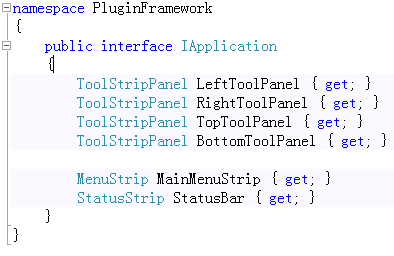 namespace PluginFramework
{
    public interface IApplication
    {
        ToolStripPanel LeftToolPanel { get; }
        ToolStripPanel RightToolPanel { get; }
        ToolStripPanel TopToolPanel { get; }
        ToolStripPanel BottomToolPanel { get; }

        MenuStrip MainMenuStrip { get; }
        StatusStrip StatusBar { get; }
    }
}